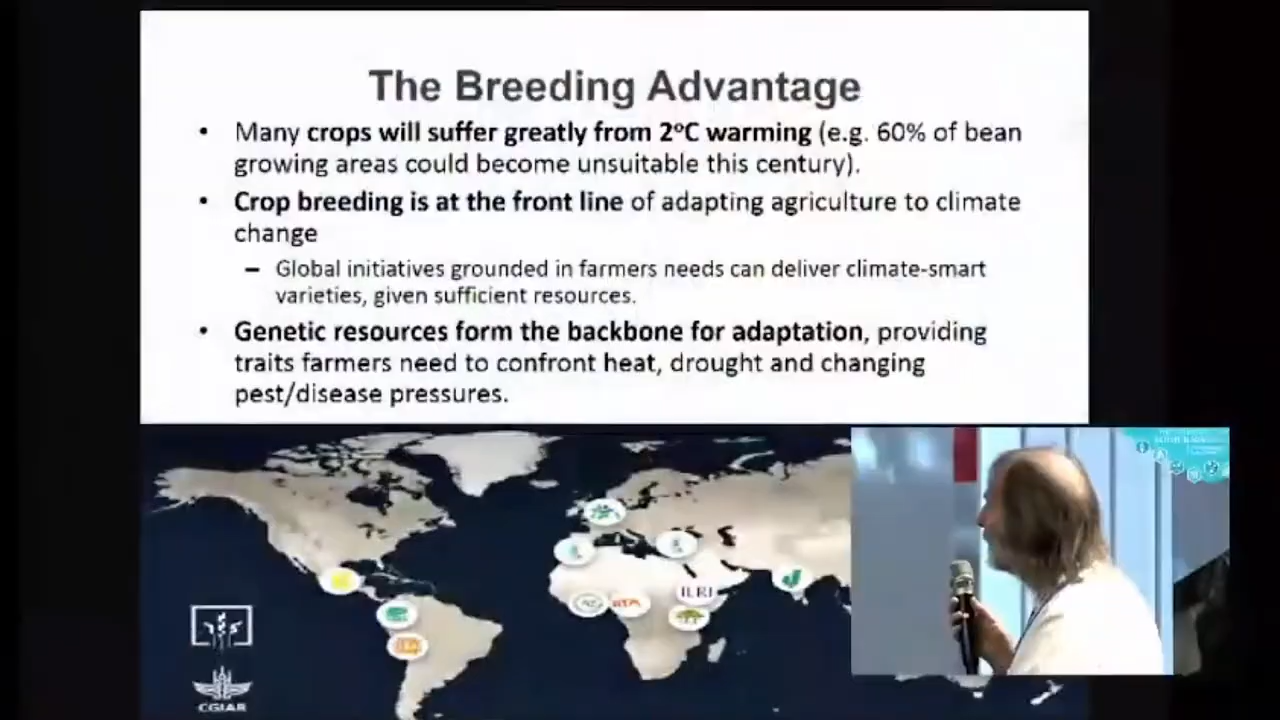 The Breeding Advantage
• Many crops will suffer greatly from 2ºC warming (e.g. 60% of bean
growing areas could become unsuitable this century).
• Crop breeding is at the front line of adapting agriculture to climate
change
– Global initiatives grounded in farmers needs can deliver climate-smart
varieties, given sufficient resources.
• Genetic resources form the backbone for adaptation, providing
traits farmers need to confront heat, drought and changing
pest/disease pressures.
ILRI
CGIAR